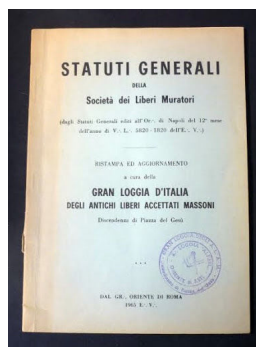 STATUTI GENERALI
DELLA
Società dei Liberi Muratori
(dagli Statuti Generali editi all'Or∴ di Napoli del 12° mese
dell'anno di V∴ L∴ 5820-1820 dell'E∴ V∴)
RISTAMPA ED AGGIORNAMENTO
a cura della
GRAN LOGGIA D'ITALIA
DEGLI ANTICHI LIBERI ACCETTATI MASSONI
Discendenza di Piazza del Gesù
DAL GR∴ ORIENTE DI ROMA
1965 E∴ V∴